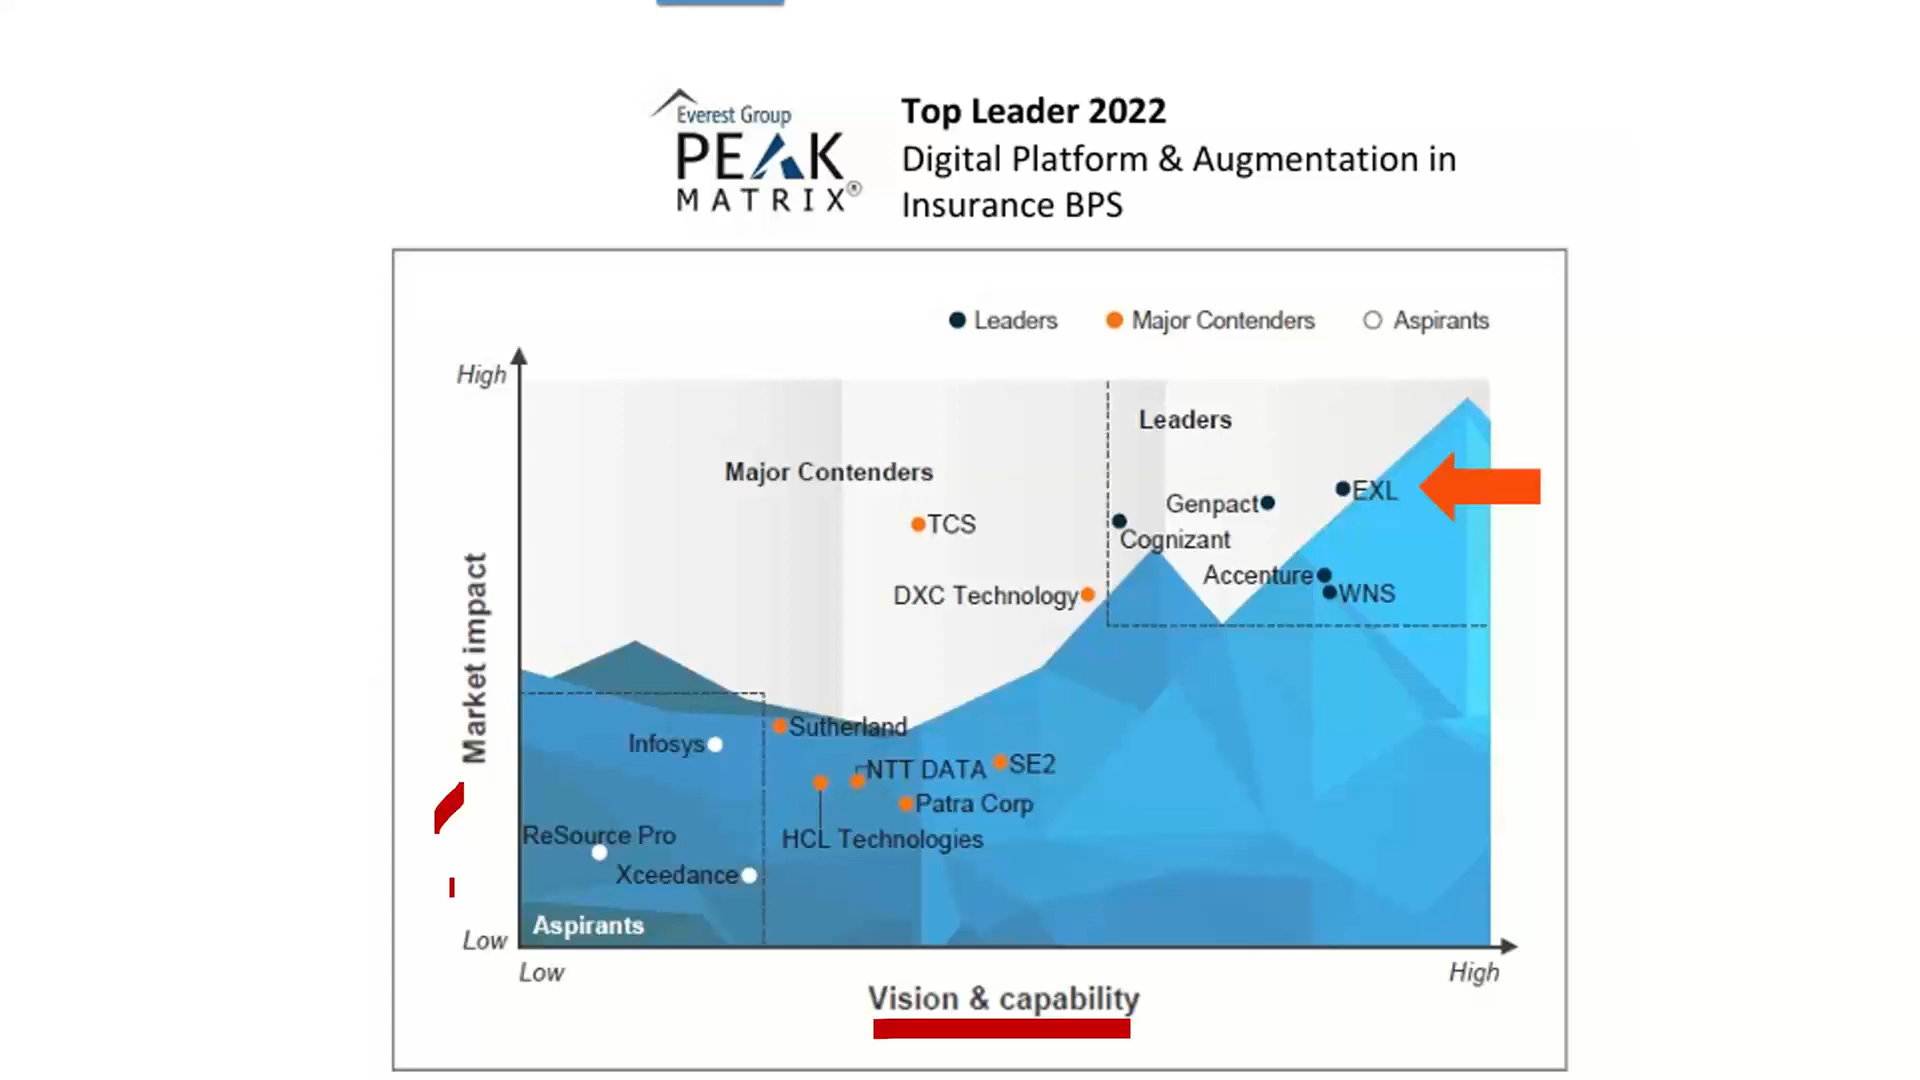 Everest Group
PEAK
MATRIX®
Top Leader 2022
Digital Platform & Augmentation in
Insurance BPS
Leaders
Major Contenders
Aspirants
High
Leaders
Major Contenders
EXL
Genpact
TCS
Cognizant
Accenture
DXC Technology
WNS
Market impact
Sutherland
Infosys
NTT DATA
SE2
Patra Corp
ReSource Pro
HCL Technologies
Xceedance
Aspirants
Low
Low
High
Vision & capability